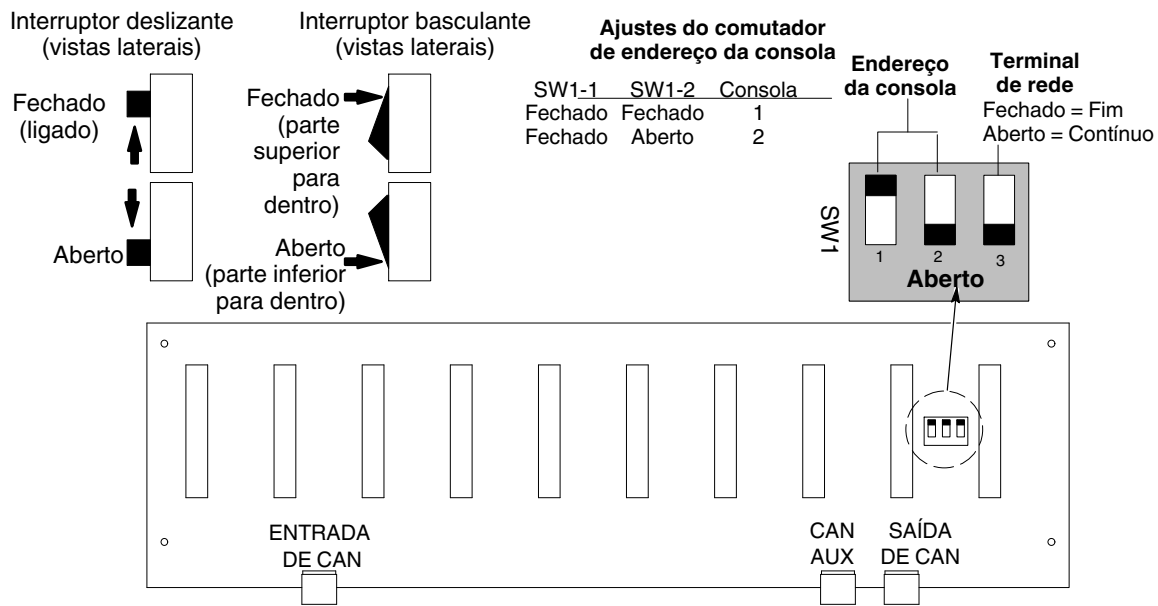 Interruptor deslizante
(vistas laterais)
Fechado
(ligado)
Aberto
Interruptor basculante
(vistas laterais)
Fechado
(parte
superior
para
dentro)
Aberto
(parte inferior
para dentro)
Ajustes do comutador
de endereço da consola
SW1-1 SW1-2 Consola
Fechado Fechado 1
Fechado Aberto 2
Endereço
da consola
Terminal
de rede
Fechado = Fim
Aberto = Contínuo
SW1
1 2 3
Aberto
ENTRADA
DE CAN
CAN
AUX
SAÍDA
DE CAN